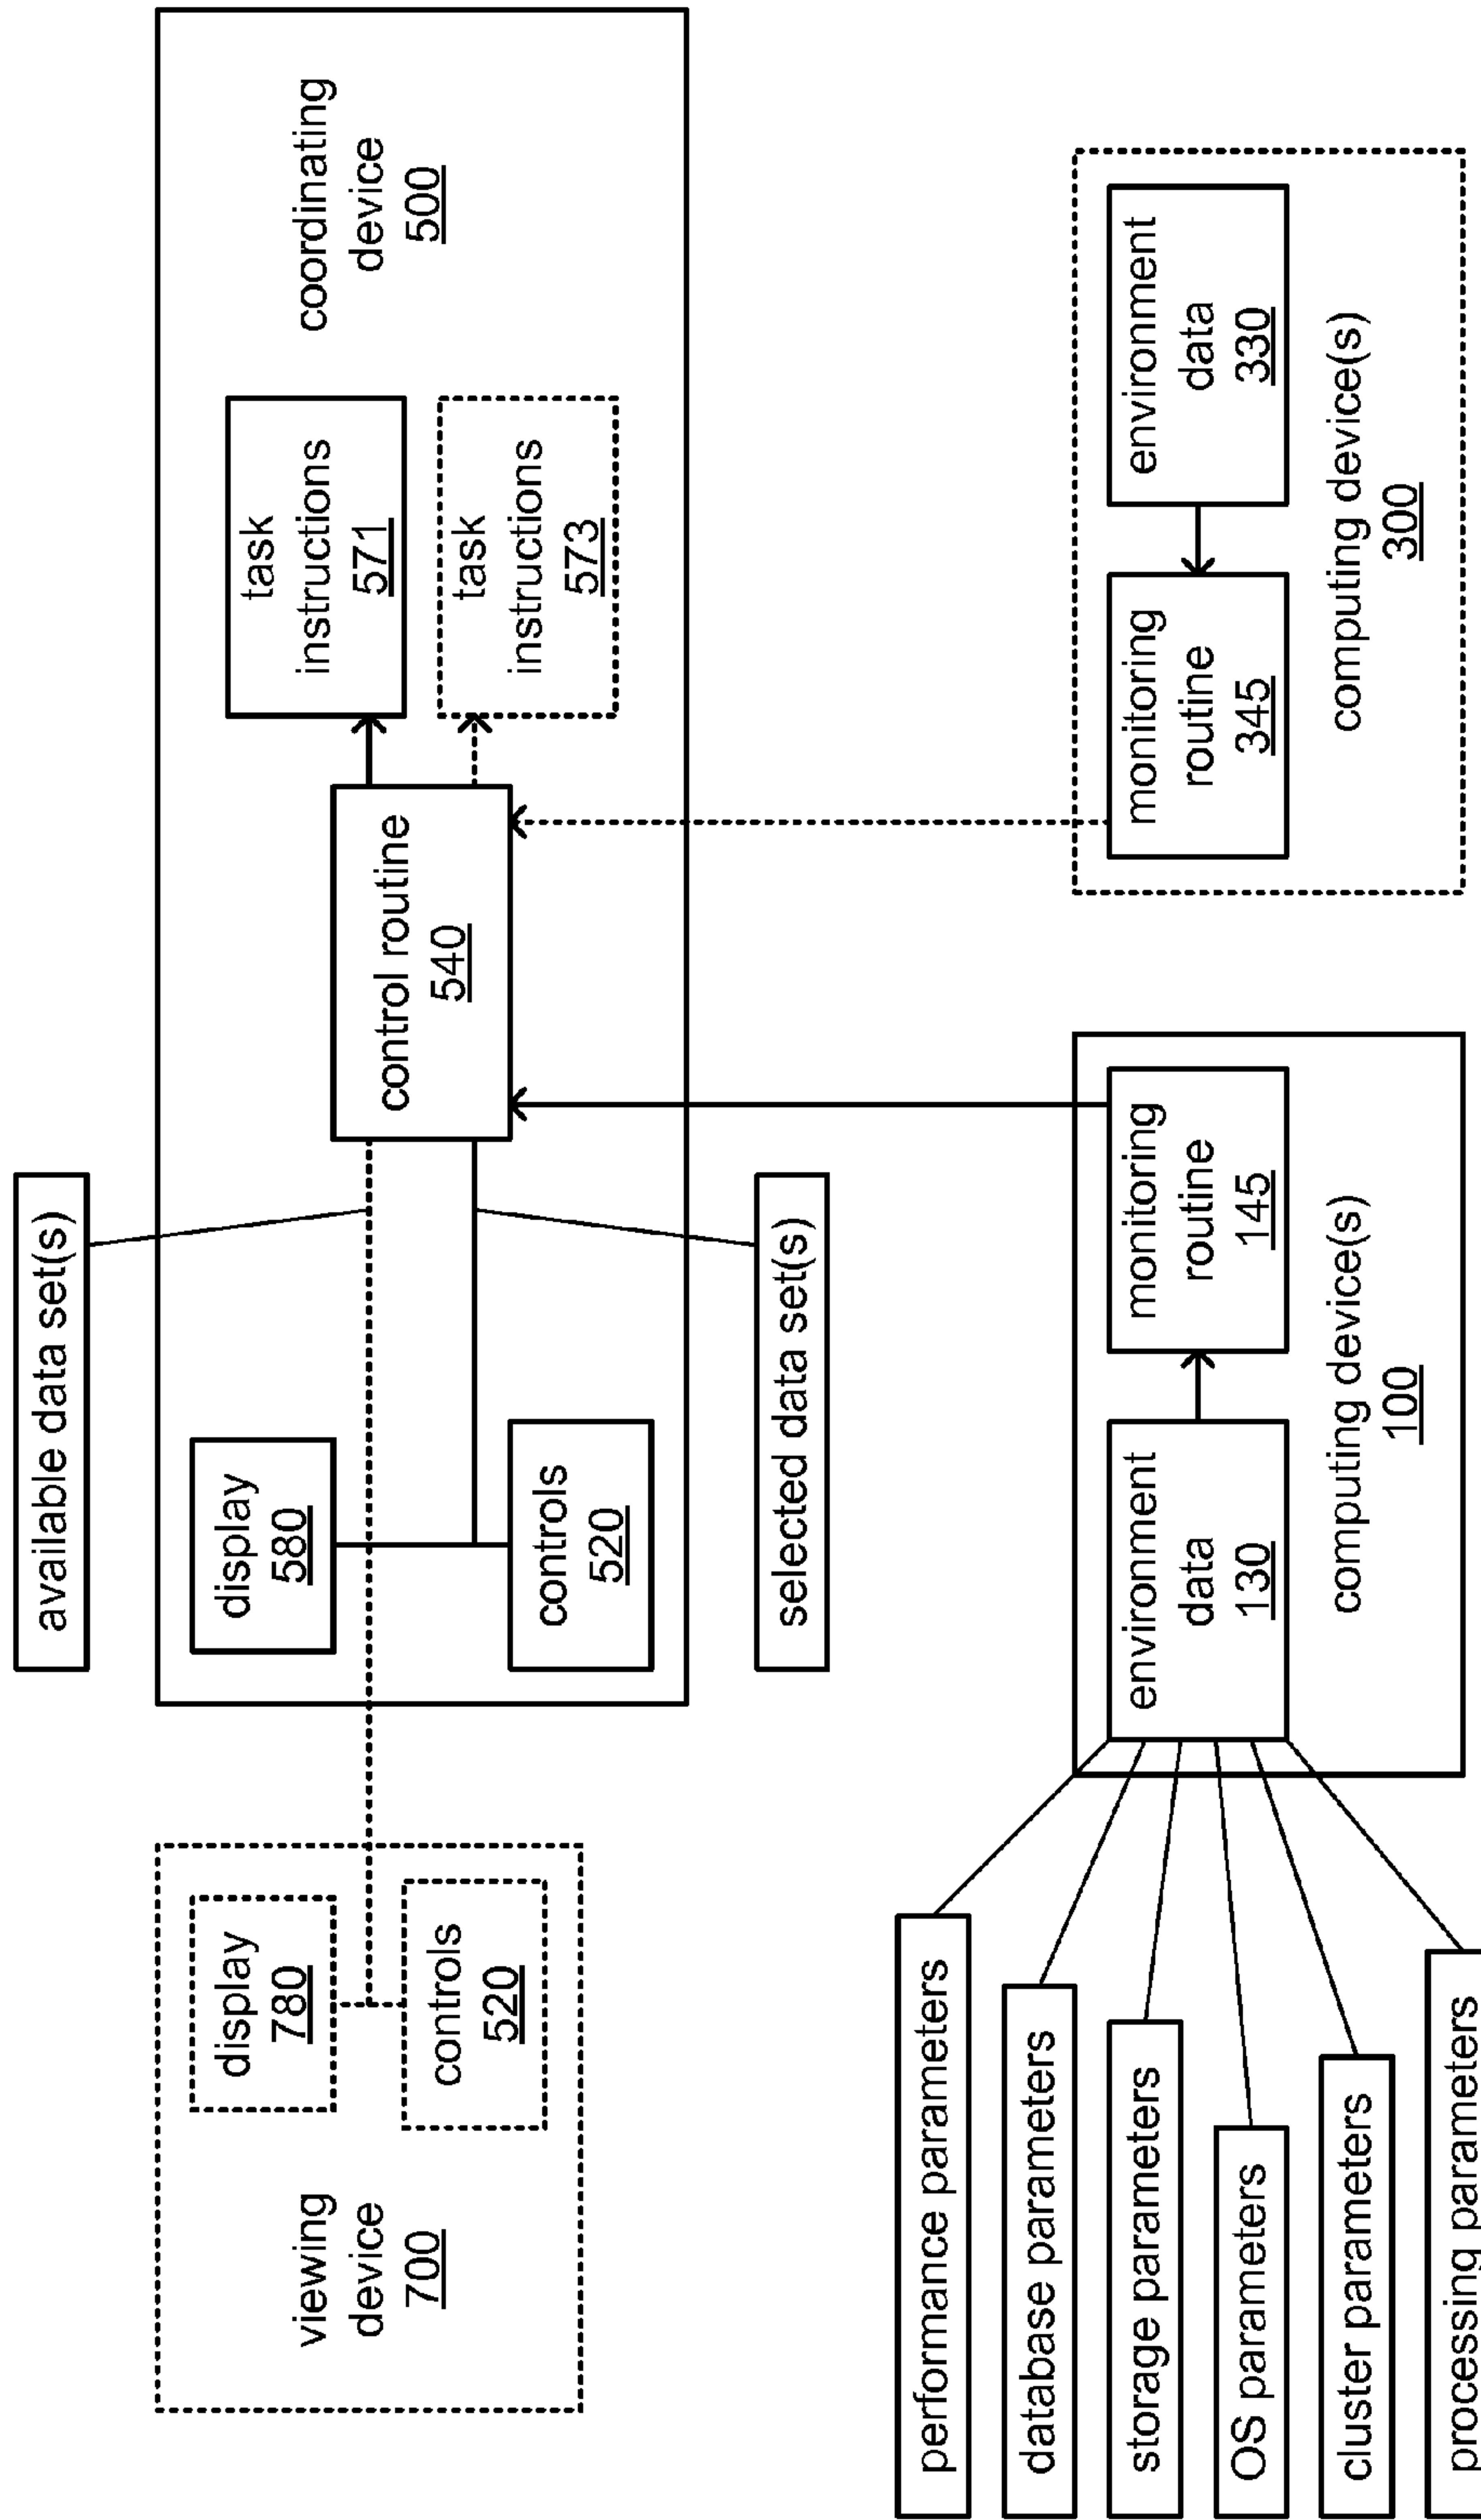 available data set(s)
viewing
device
700
display
780
controls
520
display
580
controls
520
control routine
540
task
instructions
571
task
instructions
573
coordinating
device
500
selected data set(s)
performance parameters
database parameters
storage parameters
OS parameters
cluster parameters
processing parameters
environment
data
130
monitoring
routine
145
computing device(s)
100
monitoring
routine
345
environment
data
330
computing device(s)
300